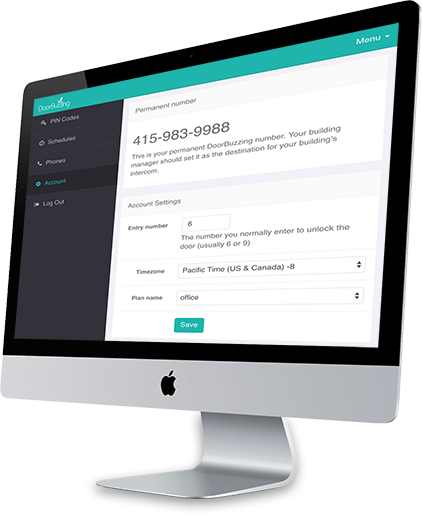 Menu
DoorBuzzing
PIN Codes
Schedules
Phones
Account
Log Out
Permanent number
415-983-9988
This is your permanent DoorBuzzing number. Your building
manager should set it as the destination for your building's
intercom.
Account Settings
Entry number
6
The number you normally enter to unlock the
door (usually 6 or 9)
Timezone
Pacific Time (US & Canada) -8
Plan name
office
Save